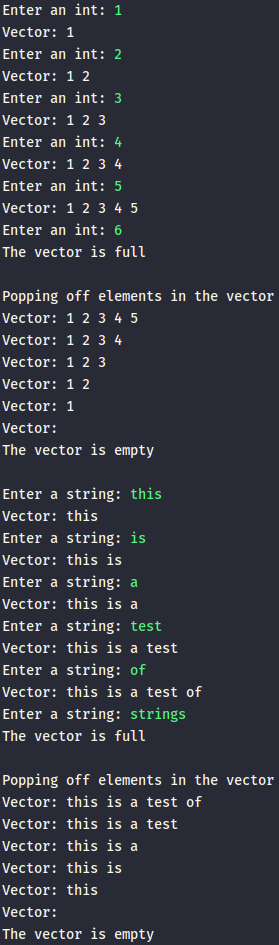 Enter an int: 1
Vector: 1
Enter an int: 2
Vector: 1 2
Enter an int: 3
Vector: 1 2 3
Enter an int: 4
Vector: 1 2 3 4
Enter an int: 5
Vector: 1 2 3 4 5
Enter an int: 6
The vector is full

Popping off elements in the vector
Vector: 1 2 3 4 5
Vector: 1 2 3 4
Vector: 1 2 3
Vector: 1 2
Vector: 1
Vector:
The vector is empty

Enter a string: this
Vector: this
Enter a string: is
Vector: this is
Enter a string: a
Vector: this is a
Enter a string: test
Vector: this is a test
Enter a string: of
Vector: this is a test of
Enter a string: strings
The vector is full

Popping off elements in the vector
Vector: this is a test of
Vector: this is a test
Vector: this is a
Vector: this is
Vector: this
Vector:
The vector is empty